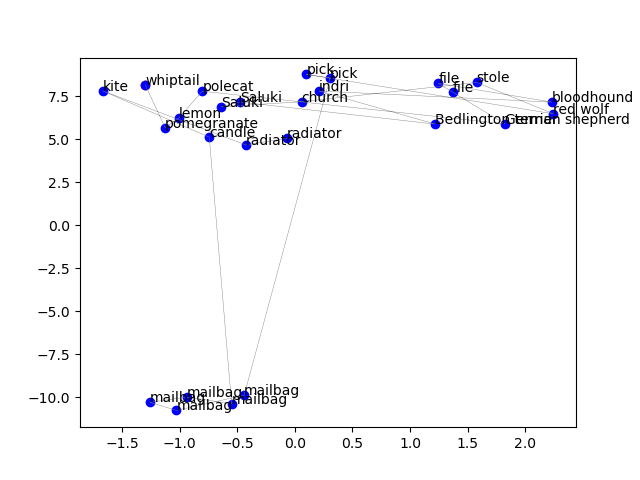 pick
pick
file
stole
kite
whiptail
polecat
indri
file
Saluki
Saluki
church
bloodhound
lemon
red wolf
pomegranate
Bedlington terrier
German shepherd
candle
radiator
radiator
7.5
5.0
2.5
0.0
−2.5
−5.0
−7.5
−10.0
mailbag
mailbag
mailbag
mailbag
mailbag
−1.5
−1.0
−0.5
0.0
0.5
1.0
1.5
2.0